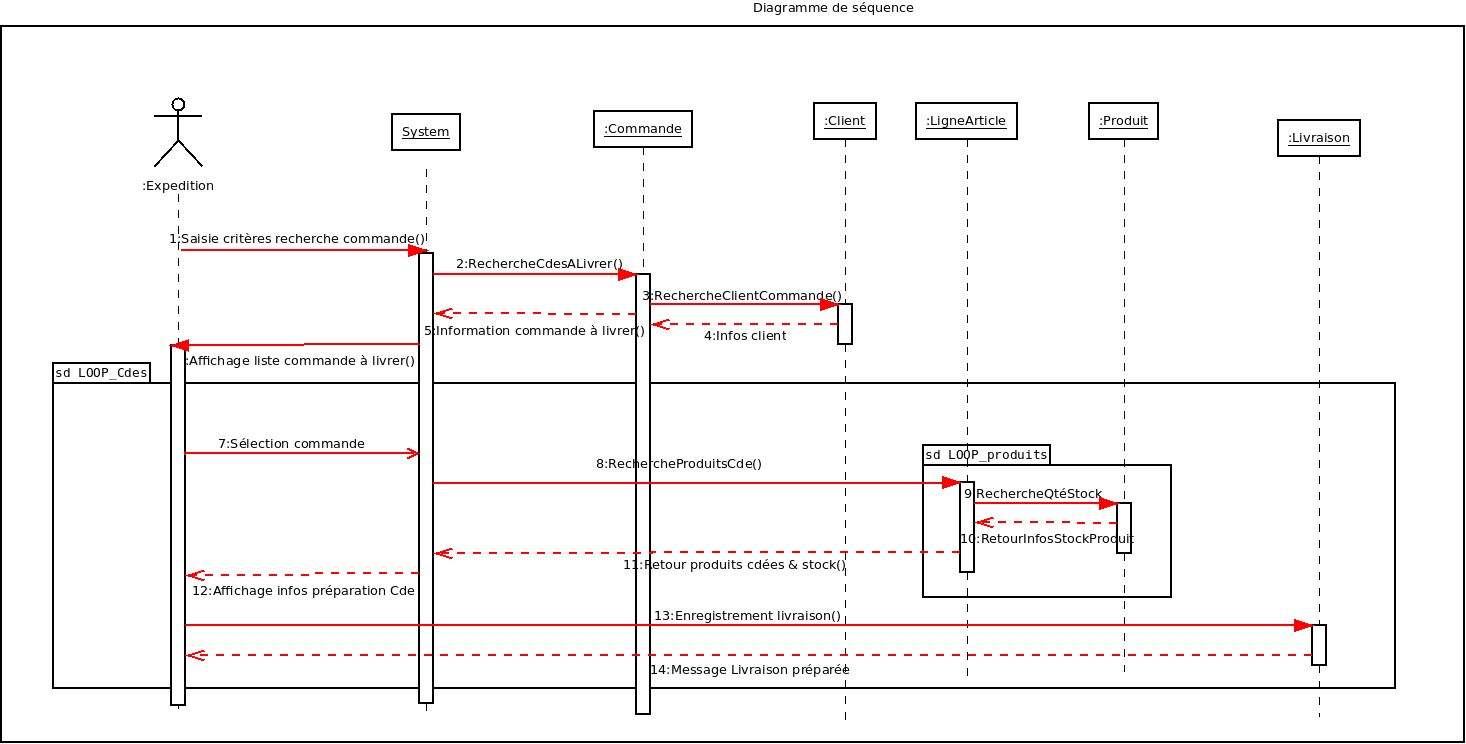 Diagramme de séquence
:Expedition
System
:Commande
:Client
:LigneArticle
:Produit
:Livraison
1:Saisie critères recherche commande()
2:RechercheCdesALivrer()
3:RechercheClientCommande()
4:Infos client
5:Information commande à livrer()
:Affichage liste commande à livrer()
sd LOOP_Cdes
7:Sélection commande
8:RechercheProduitsCde()
sd LOOP_produits
9:RechercheQtéStock
10:RetourInfosStockProduit
11:Retour produits cdées & stock()
12:Affichage infos préparation Cde
13:Enregistrement livraison()
14:Message Livraison préparée